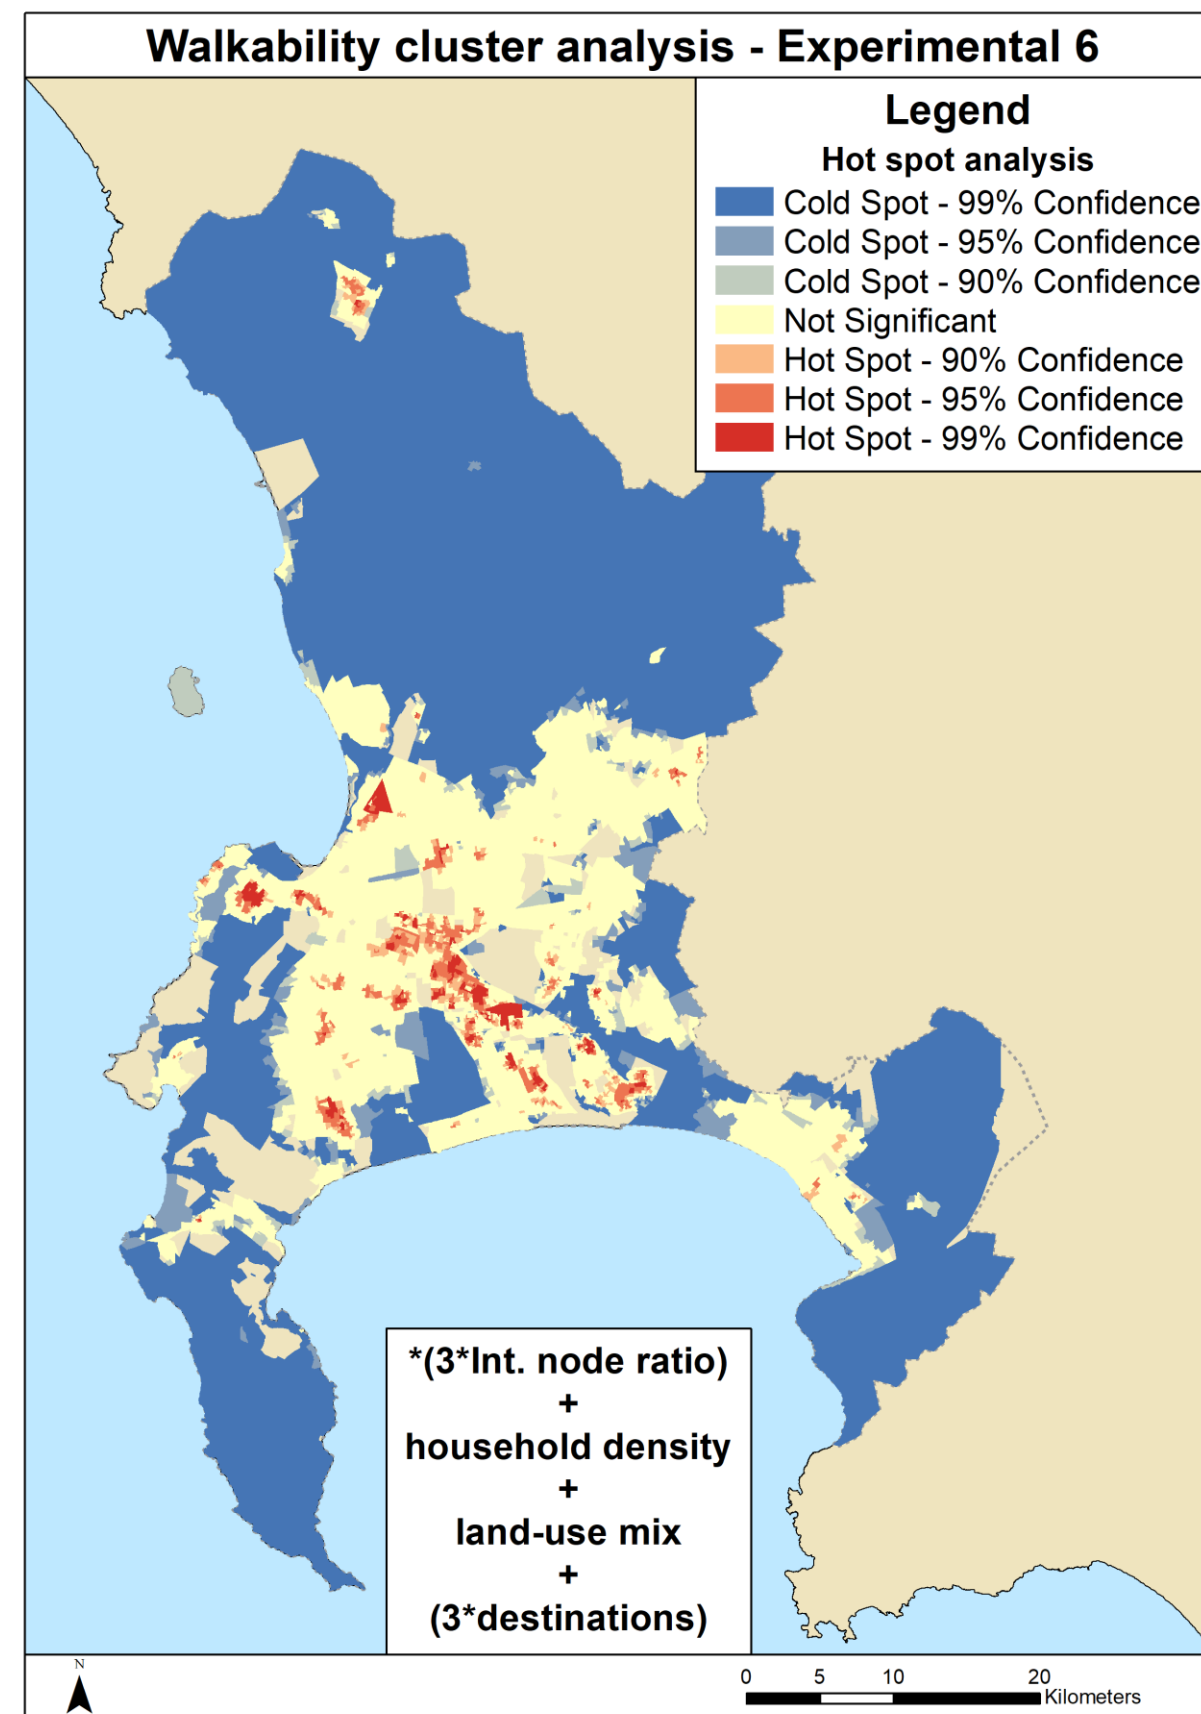 Walkability cluster analysis - Experimental 6
Legend
Hot spot analysis
Cold Spot - 99% Confidence
Cold Spot - 95% Confidence
Cold Spot - 90% Confidence
Not Significant
Hot Spot - 90% Confidence
Hot Spot - 95% Confidence
Hot Spot - 99% Confidence
*(3*Int. node ratio)
+
household density
+
land-use mix
+
(3*destinations)
N
0 5 10 20
Kilometers